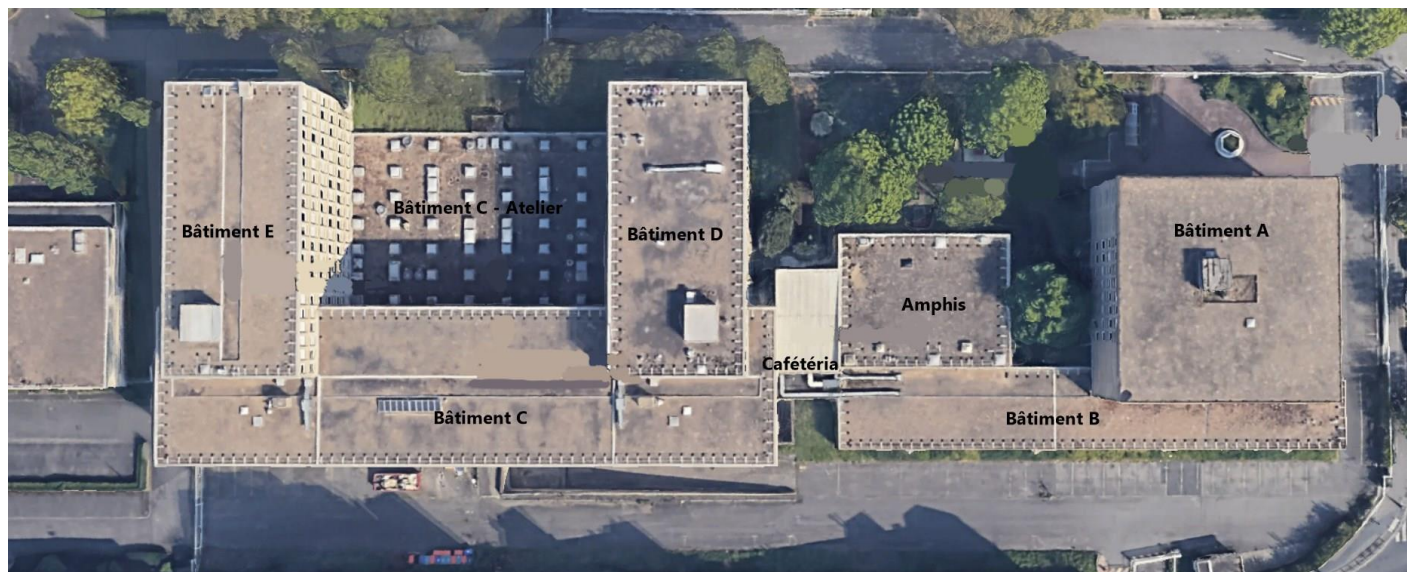 Bâtiment E
Bâtiment C - Atelier
Bâtiment D
Bâtiment A
Amphis
Cafétéria
Bâtiment C
Bâtiment B